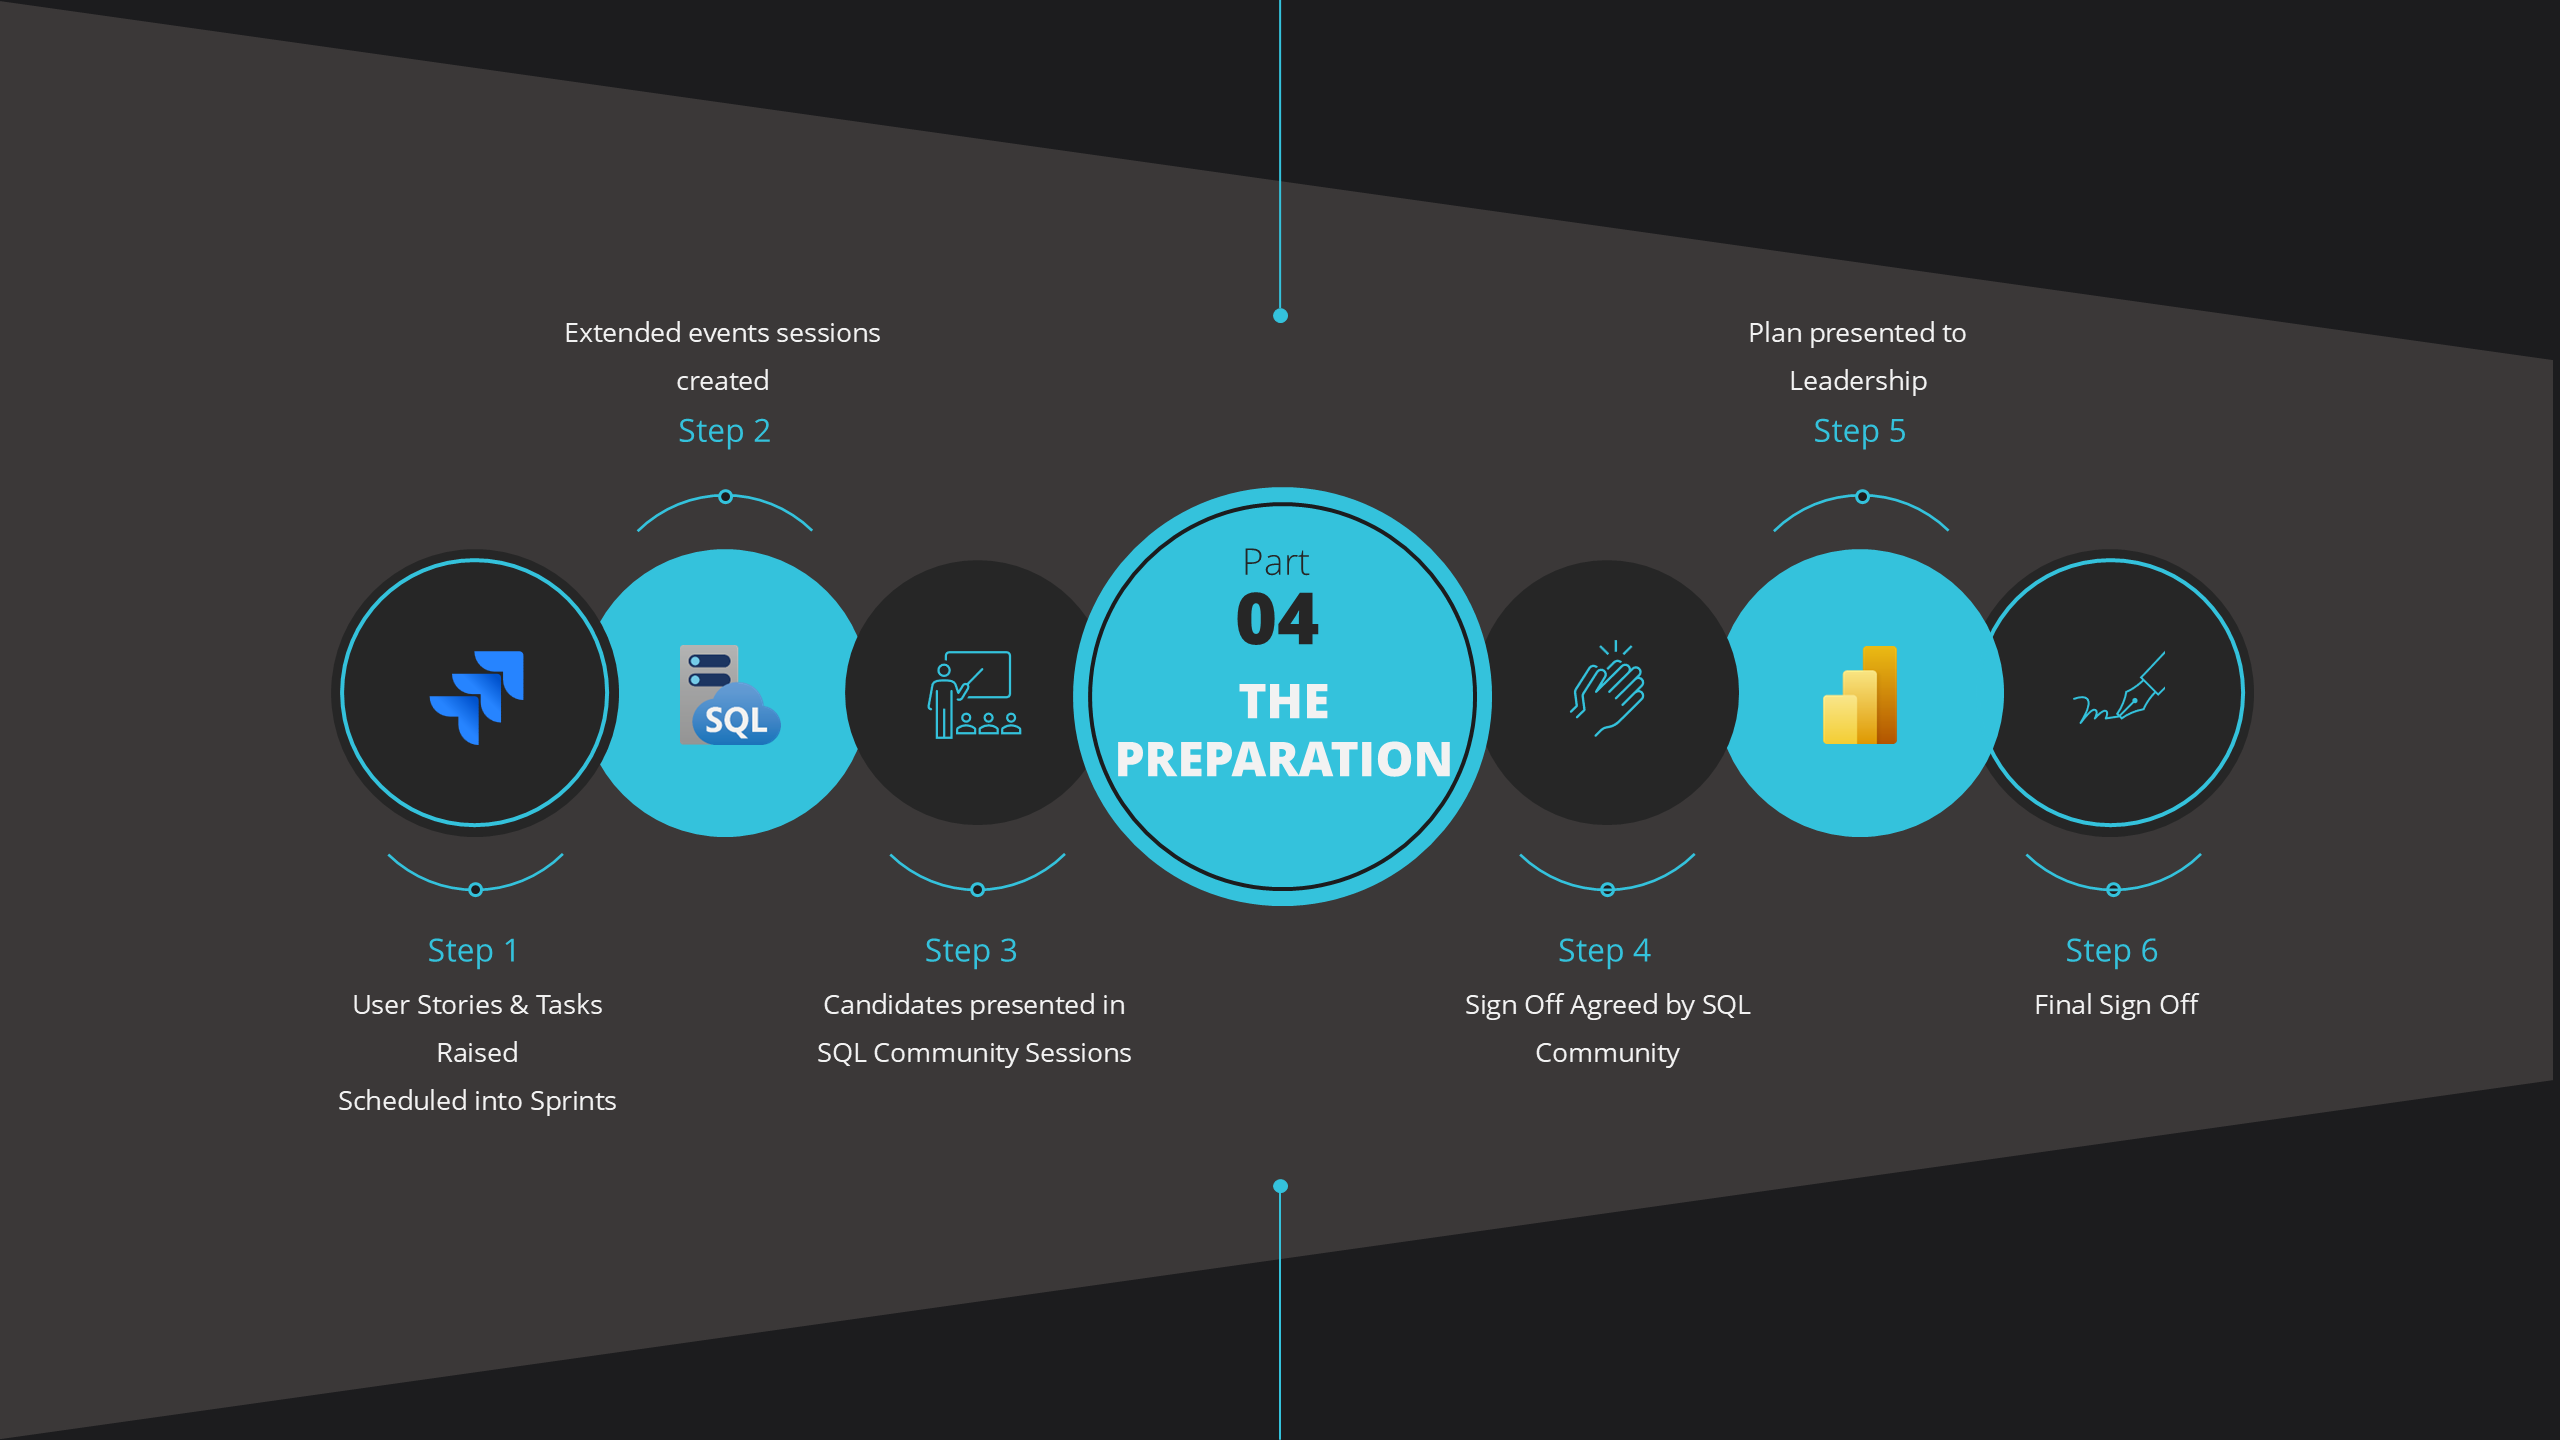 Extended events sessions
created
Step 2
Plan presented to
Leadership
Step 5
SQL
Part
04
THE
PREPARATION
Step 1
User Stories & Tasks
Raised
Scheduled into Sprints
Step 3
Candidates presented in
SQL Community Sessions
Step 4
Sign Off Agreed by SQL
Community
Step 6
Final Sign Off